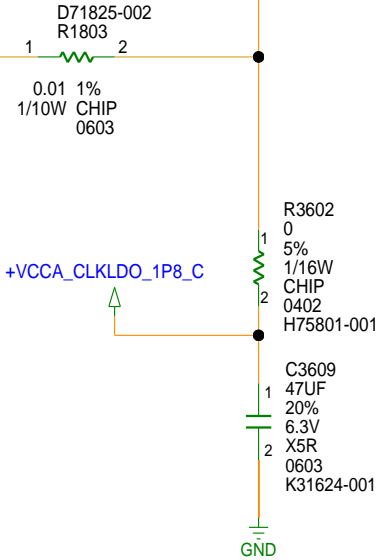 D71825-002
R1803
1
2
0.01 1%
1/10W CHIP
0603
R3602
0
5%
1/16W
CHIP
0402
H75801-001
1
2
+VCCA_CLKLDO_1P8_C
C3609
47UF
20%
6.3V
X5R
0603
K31624-001
1
2
GND